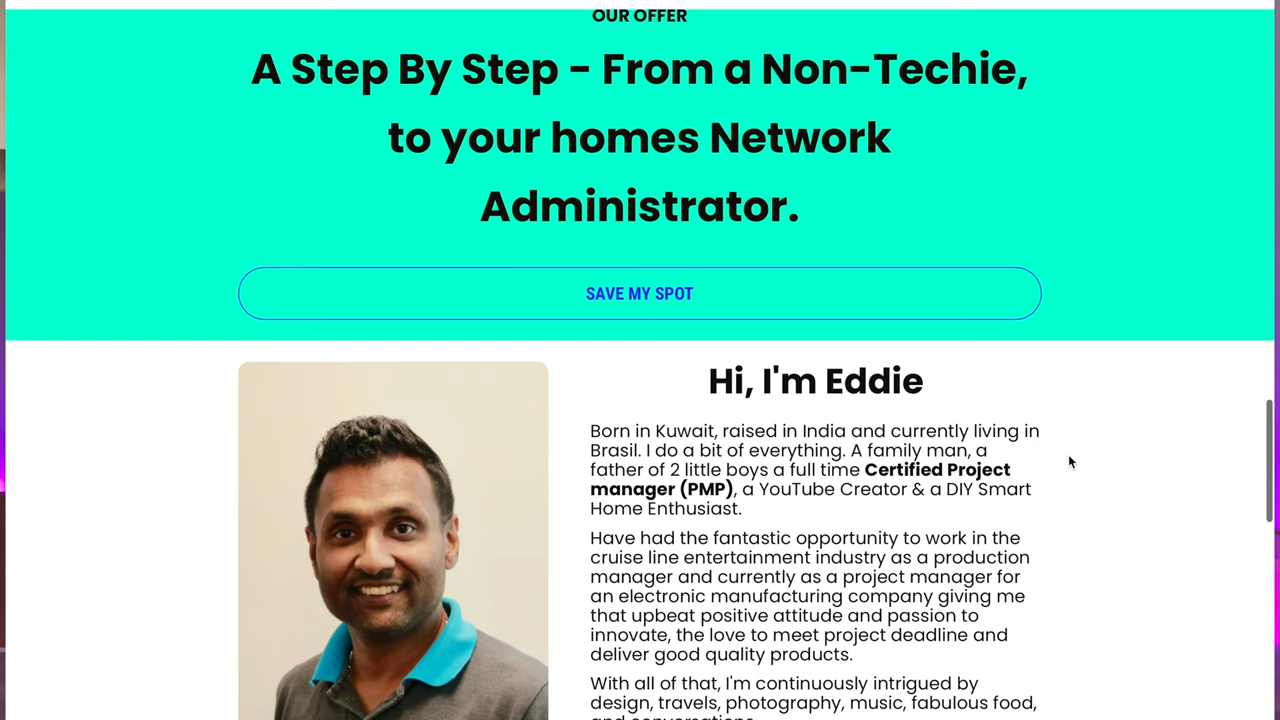 OUR OFFER
A Step By Step - From a Non-Techie,
to your homes Network
Administrator.
SAVE MY SPOT
Hi, I'm Eddie
Born in Kuwait, raised in India and currently living in
Brasil. I do a bit of everything. A family man, a
father of 2 little boys a full time Certified Project
manager (PMP), a YouTube Creator & a DIY Smart
Home Enthusiast.
Have had the fantastic opportunity to work in the
cruise line entertainment industry as a production
manager and currently as a project manager for
an electronic manufacturing company giving me
that upbeat positive attitude and passion to
innovate, the love to meet project deadline and
deliver good quality products.
With all of that, I'm continuously intrigued by
design, travels, photography, music, fabulous food,
and conversations.